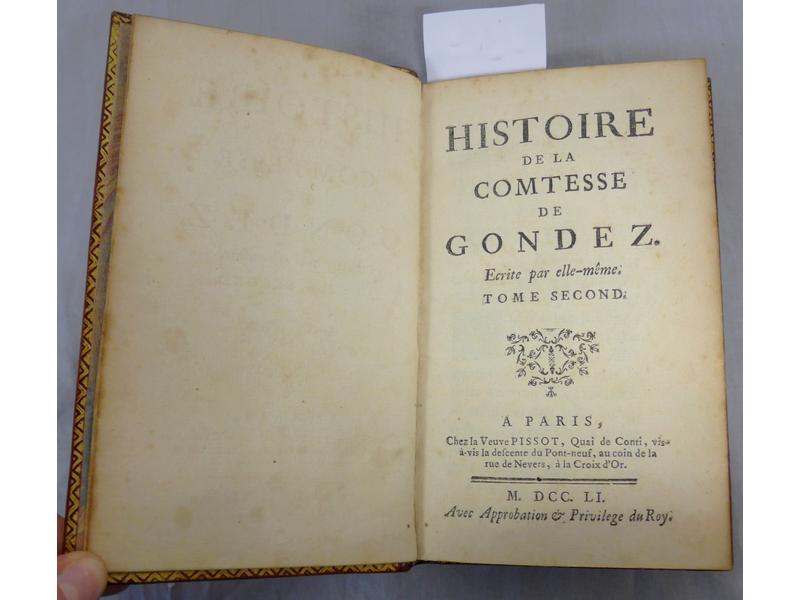 HISTOIRE
DE LA
COMTESSE
DE
GONDEZ.
Ecrite par elle-même.
TOME SECOND.
A PARIS,
Chez la Veuve PISSOT, Quai de Conti, vis-
à-vis la descente du Pont-neuf, au coin de la
rue de Nevers, à la Croix d'Or.
M. DCC. LI.
Avec Approbation & Privilege du Roy.